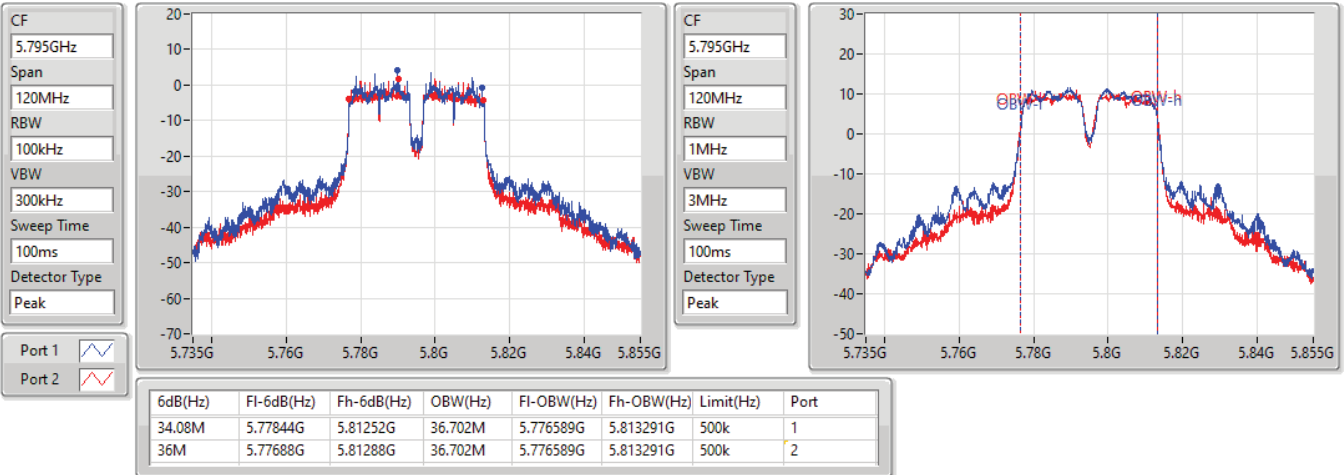 CF
5.795GHz
Span
120MHz
RBW
100kHz
VBW
300kHz
Sweep Time
100ms
Detector Type
Peak
Port 1
Port 2
20
10
0
-10
-20
-30
-40
-50
-60
-70
5.735G 5.76G 5.78G 5.8G 5.82G 5.84G 5.855G
CF
5.795GHz
Span
120MHz
RBW
1MHz
VBW
3MHz
Sweep Time
100ms
Detector Type
Peak
30
20
10
0
-10
-20
-30
-40
-50
OBW-l OBW-h
5.735G 5.76G 5.78G 5.8G 5.82G 5.84G 5.855G
6dB(Hz) Fl-6dB(Hz) Fh-6dB(Hz) OBW(Hz) Fl-OBW(Hz) Fh-OBW(Hz) Limit(Hz) Port
34.08M 5.77844G 5.81252G 36.702M 5.776589G 5.813291G 500k 1
36M 5.77688G 5.81288G 36.702M 5.776589G 5.813291G 500k 2